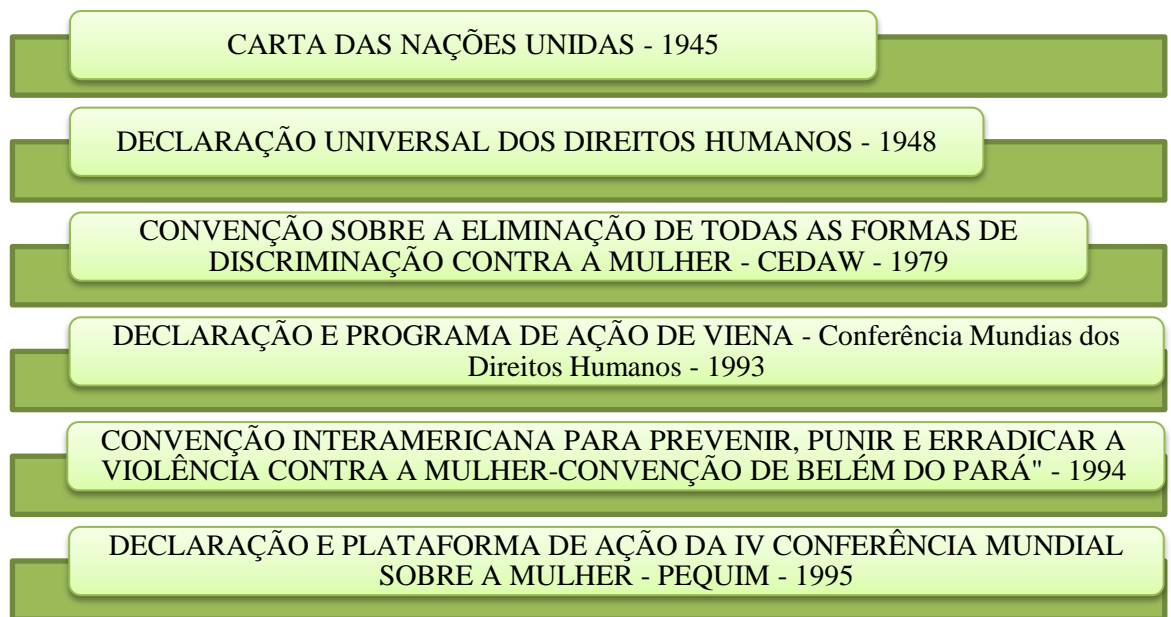 CARTA DAS NAÇÕES UNIDAS - 1945
DECLARAÇÃO UNIVERSAL DOS DIREITOS HUMANOS - 1948
CONVENÇÃO SOBRE A ELIMINAÇÃO DE TODAS AS FORMAS DE
DISCRIMINAÇÃO CONTRA A MULHER - CEDAW - 1979
DECLARAÇÃO E PROGRAMA DE AÇÃO DE VIENA - Conferência Mundias dos
Direitos Humanos - 1993
CONVENÇÃO INTERAMERICANA PARA PREVENIR, PUNIR E ERRADICAR A
VIOLÊNCIA CONTRA A MULHER-CONVENÇÃO DE BELÉM DO PARÁ" - 1994
DECLARAÇÃO E PLATAFORMA DE AÇÃO DA IV CONFERÊNCIA MUNDIAL
SOBRE A MULHER - PEQUIM - 1995